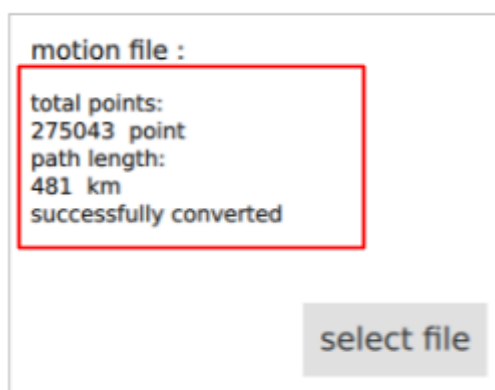 motion file :
total points:
275043  point
path length:
481  km
successfully converted
select file